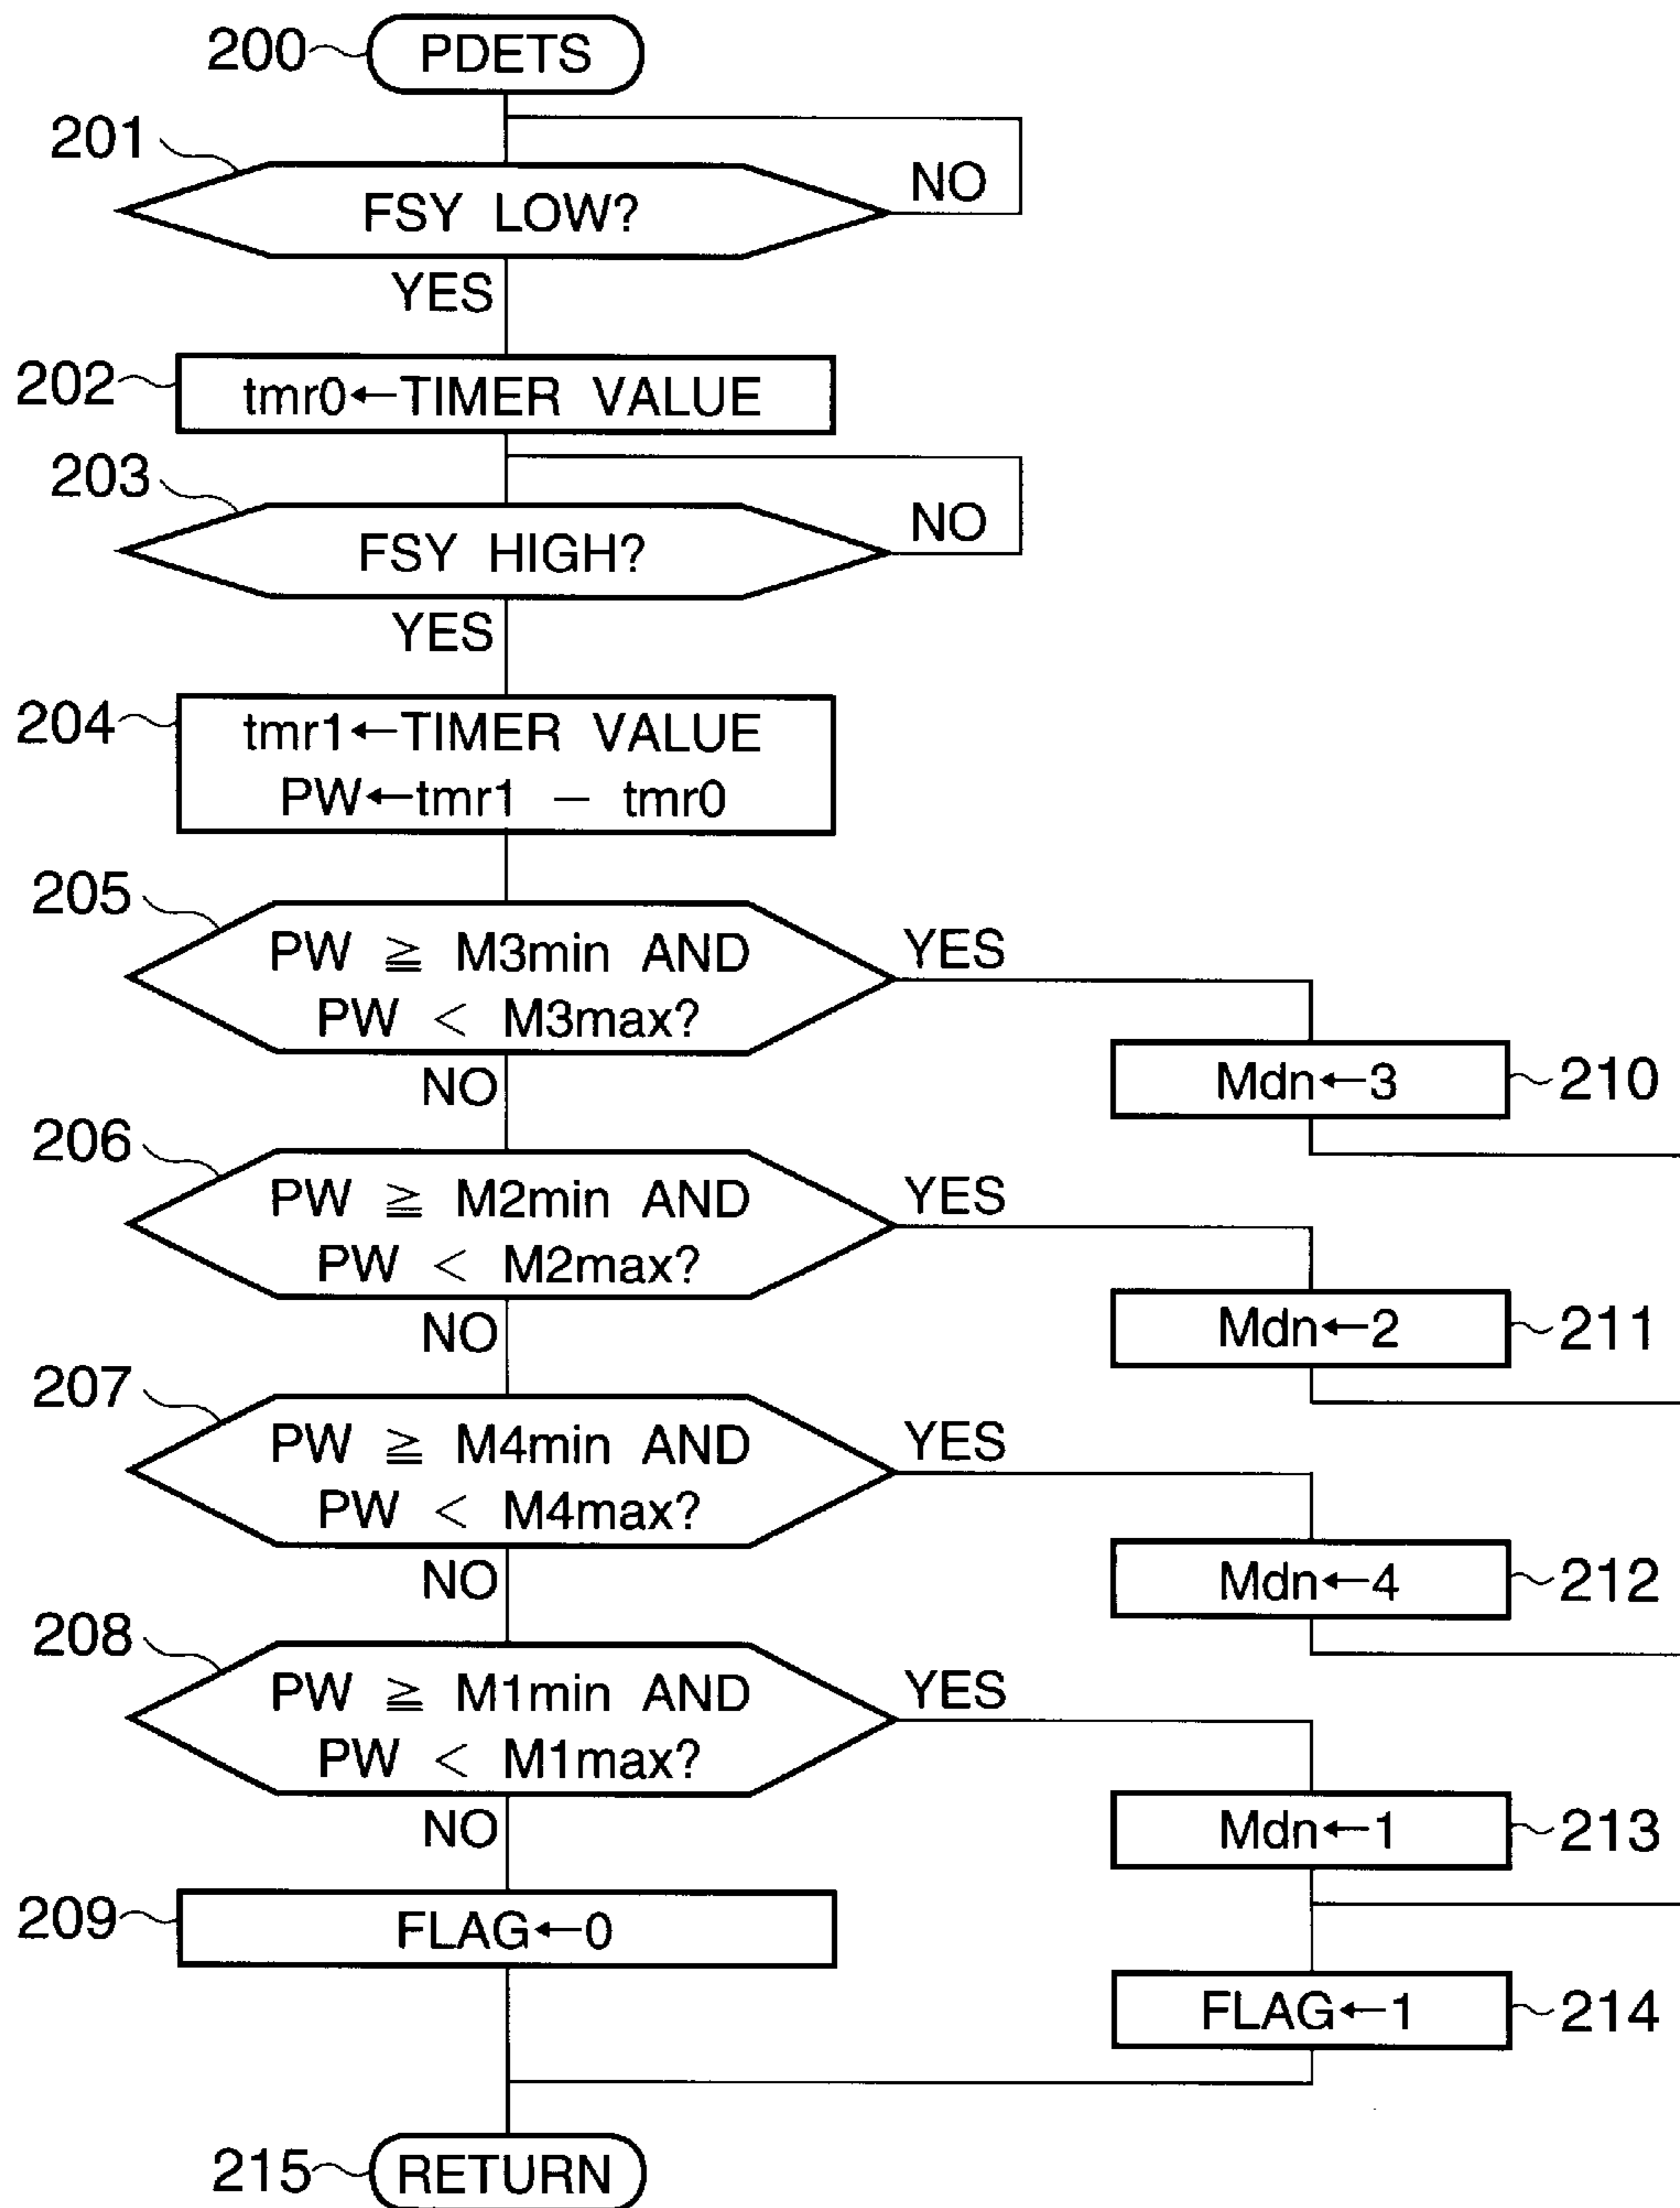 200
PDETS
201
FSY LOW?
NO
YES
202
tmr0←TIMER VALUE
203
FSY HIGH?
NO
YES
204
tmr1←TIMER VALUE
PW←tmr1 – tmr0
205
PW ≧ M3min AND
PW < M3max?
YES
NO
Mdn←3
210
206
PW ≧ M2min AND
PW < M2max?
YES
NO
Mdn←2
211
207
PW ≧ M4min AND
PW < M4max?
YES
NO
Mdn←4
212
208
PW ≧ M1min AND
PW < M1max?
YES
NO
Mdn←1
213
209
FLAG←0
FLAG←1
214
215
RETURN